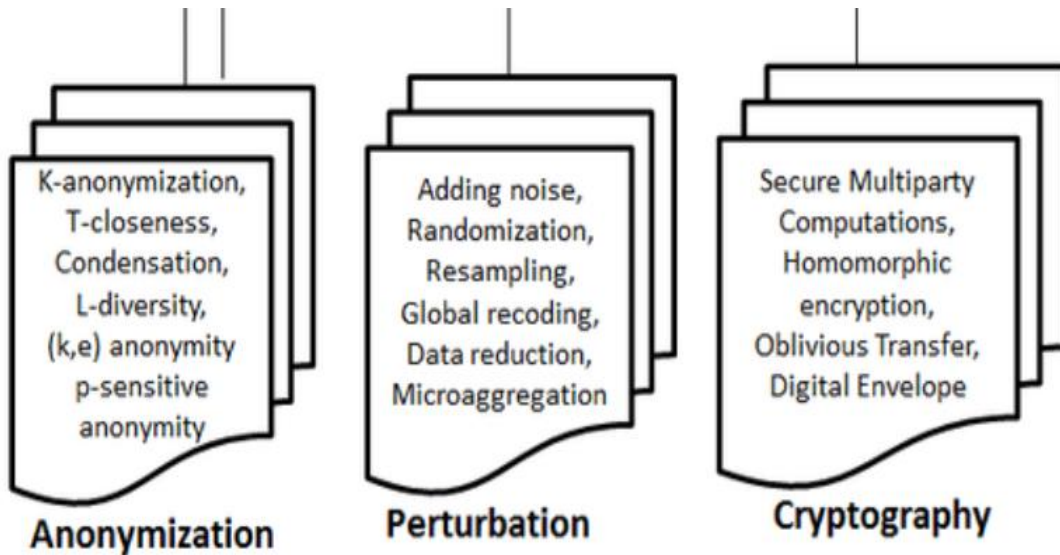 K-anonymization,
T-closeness,
Condensation,
L-diversity,
(k,e) anonymity
p-sensitive
anonymity
Anonymization
Adding noise,
Randomization,
Resampling,
Global recoding,
Data reduction,
Microaggregation
Perturbation
Secure Multiparty
Computations,
Homomorphic
encryption,
Oblivious Transfer,
Digital Envelope
Cryptography